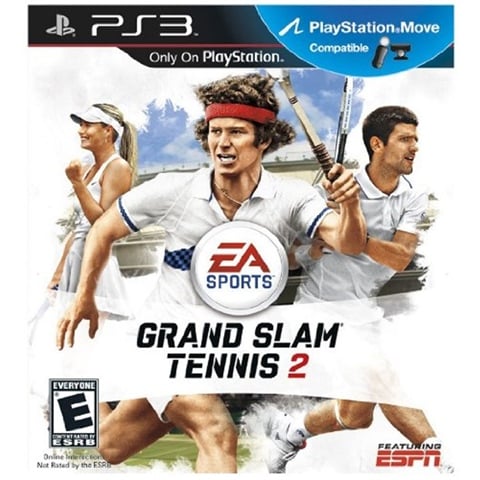 PS3
PlayStation®Move
Compatible
Only On PlayStation®
EA
SPORTS™
GRAND SLAM®
TENNIS 2
EVERYONE
E
CONTENT RATED BY
ESRB
Online Interactions
Not Rated by the ESRB
FEATURING
ESPN